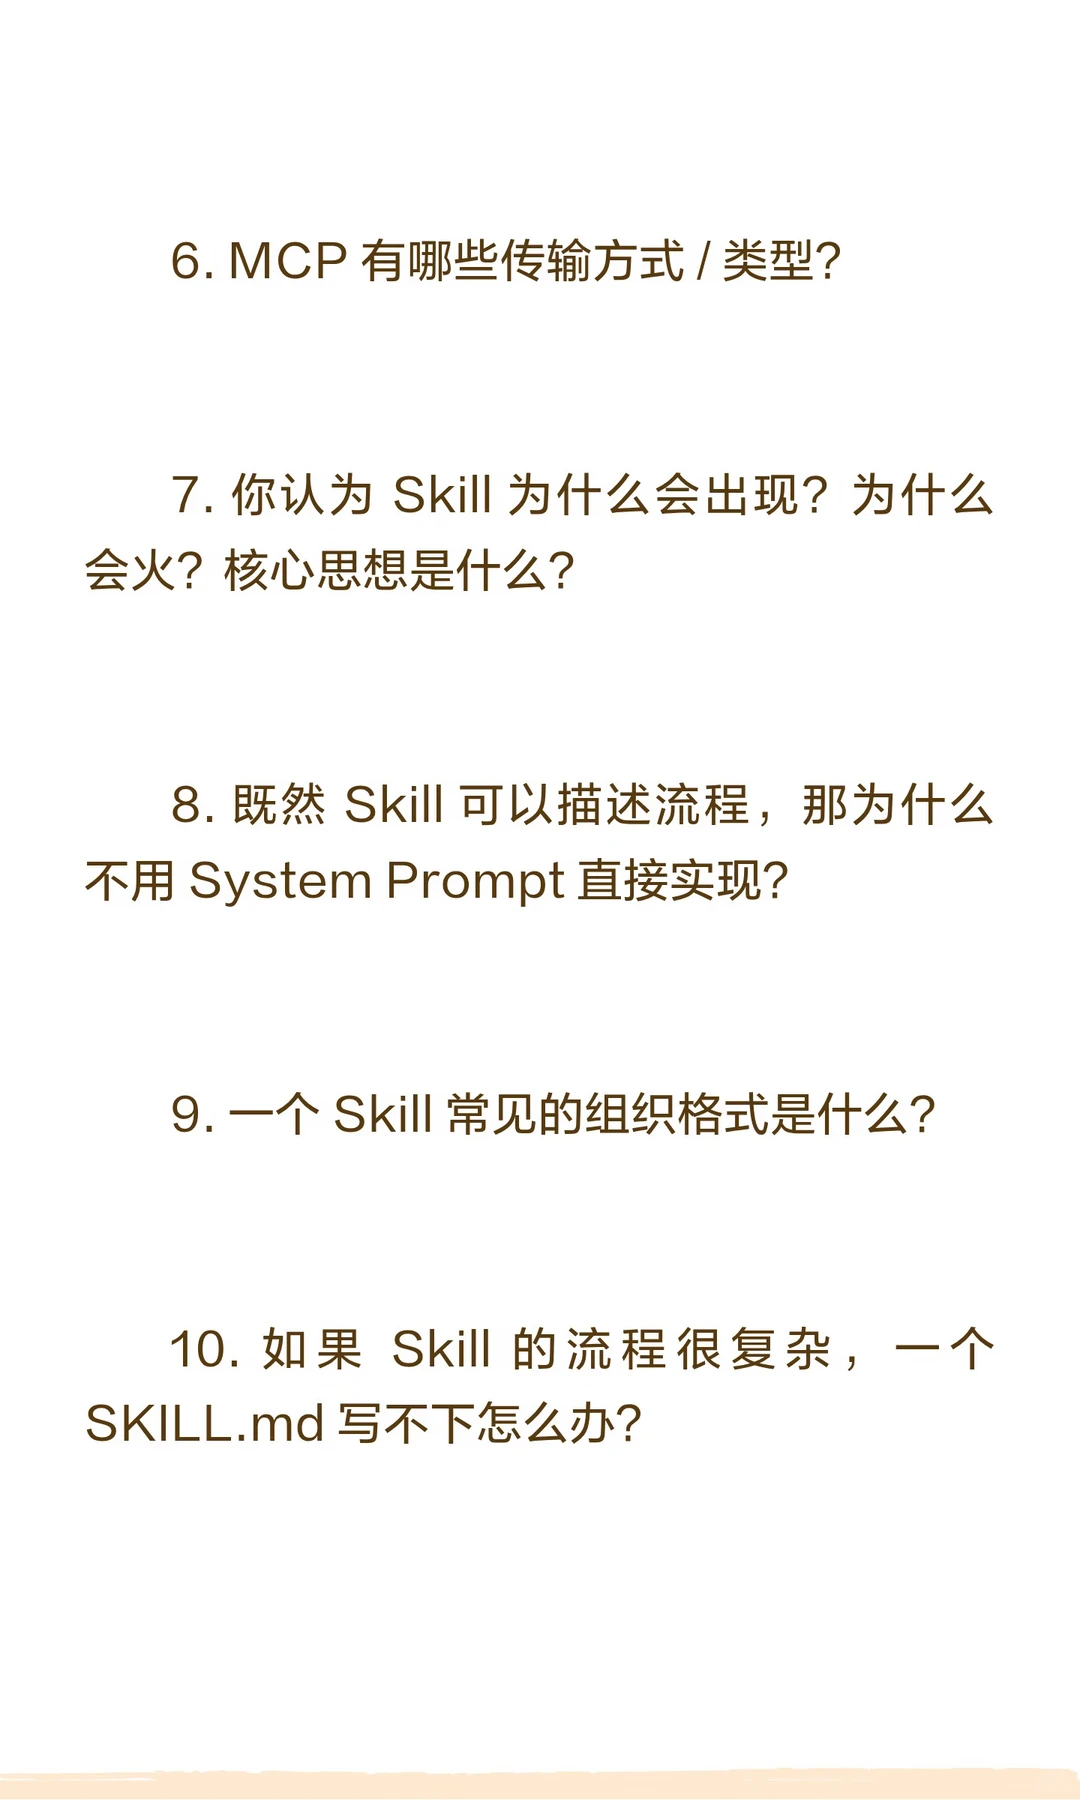 6. MCP 有哪些传输方式 / 类型？
7. 你认为 Skill 为什么会出现？为什么
会火？核心思想是什么？
8. 既然 Skill 可以描述流程，那为什么
不用 System Prompt 直接实现？
9. 一个 Skill 常见的组织格式是什么？
10. 如果 Skill 的流程很复杂，一个
SKILL.md 写不下怎么办？